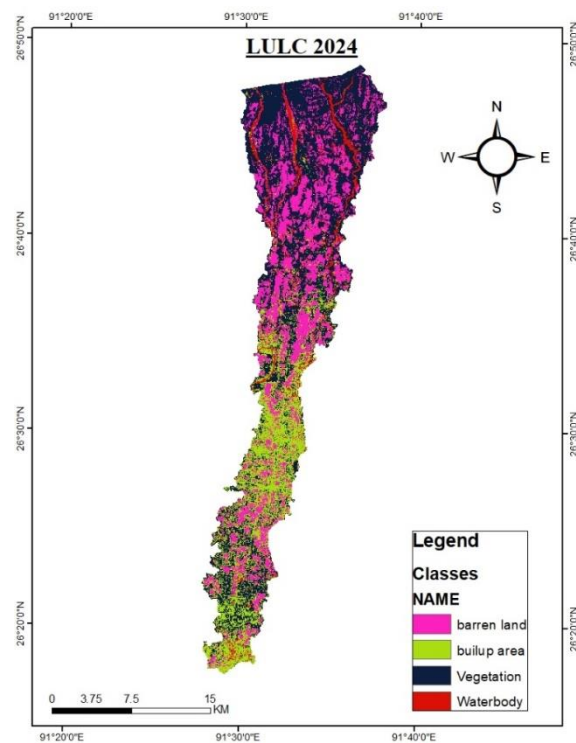 91°20'0"E 91°30'0"E 91°40'0"E
LULC 2024
26°50'0"N 26°50'0"N
N
W E
S
26°40'0"N 26°40'0"N
26°30'0"N 26°30'0"N
26°20'0"N 26°20'0"N
Legend
Classes
NAME
barren land
builup area
Vegetation
Waterbody
0 3.75 7.5 15
KM
91°20'0"E 91°30'0"E 91°40'0"E